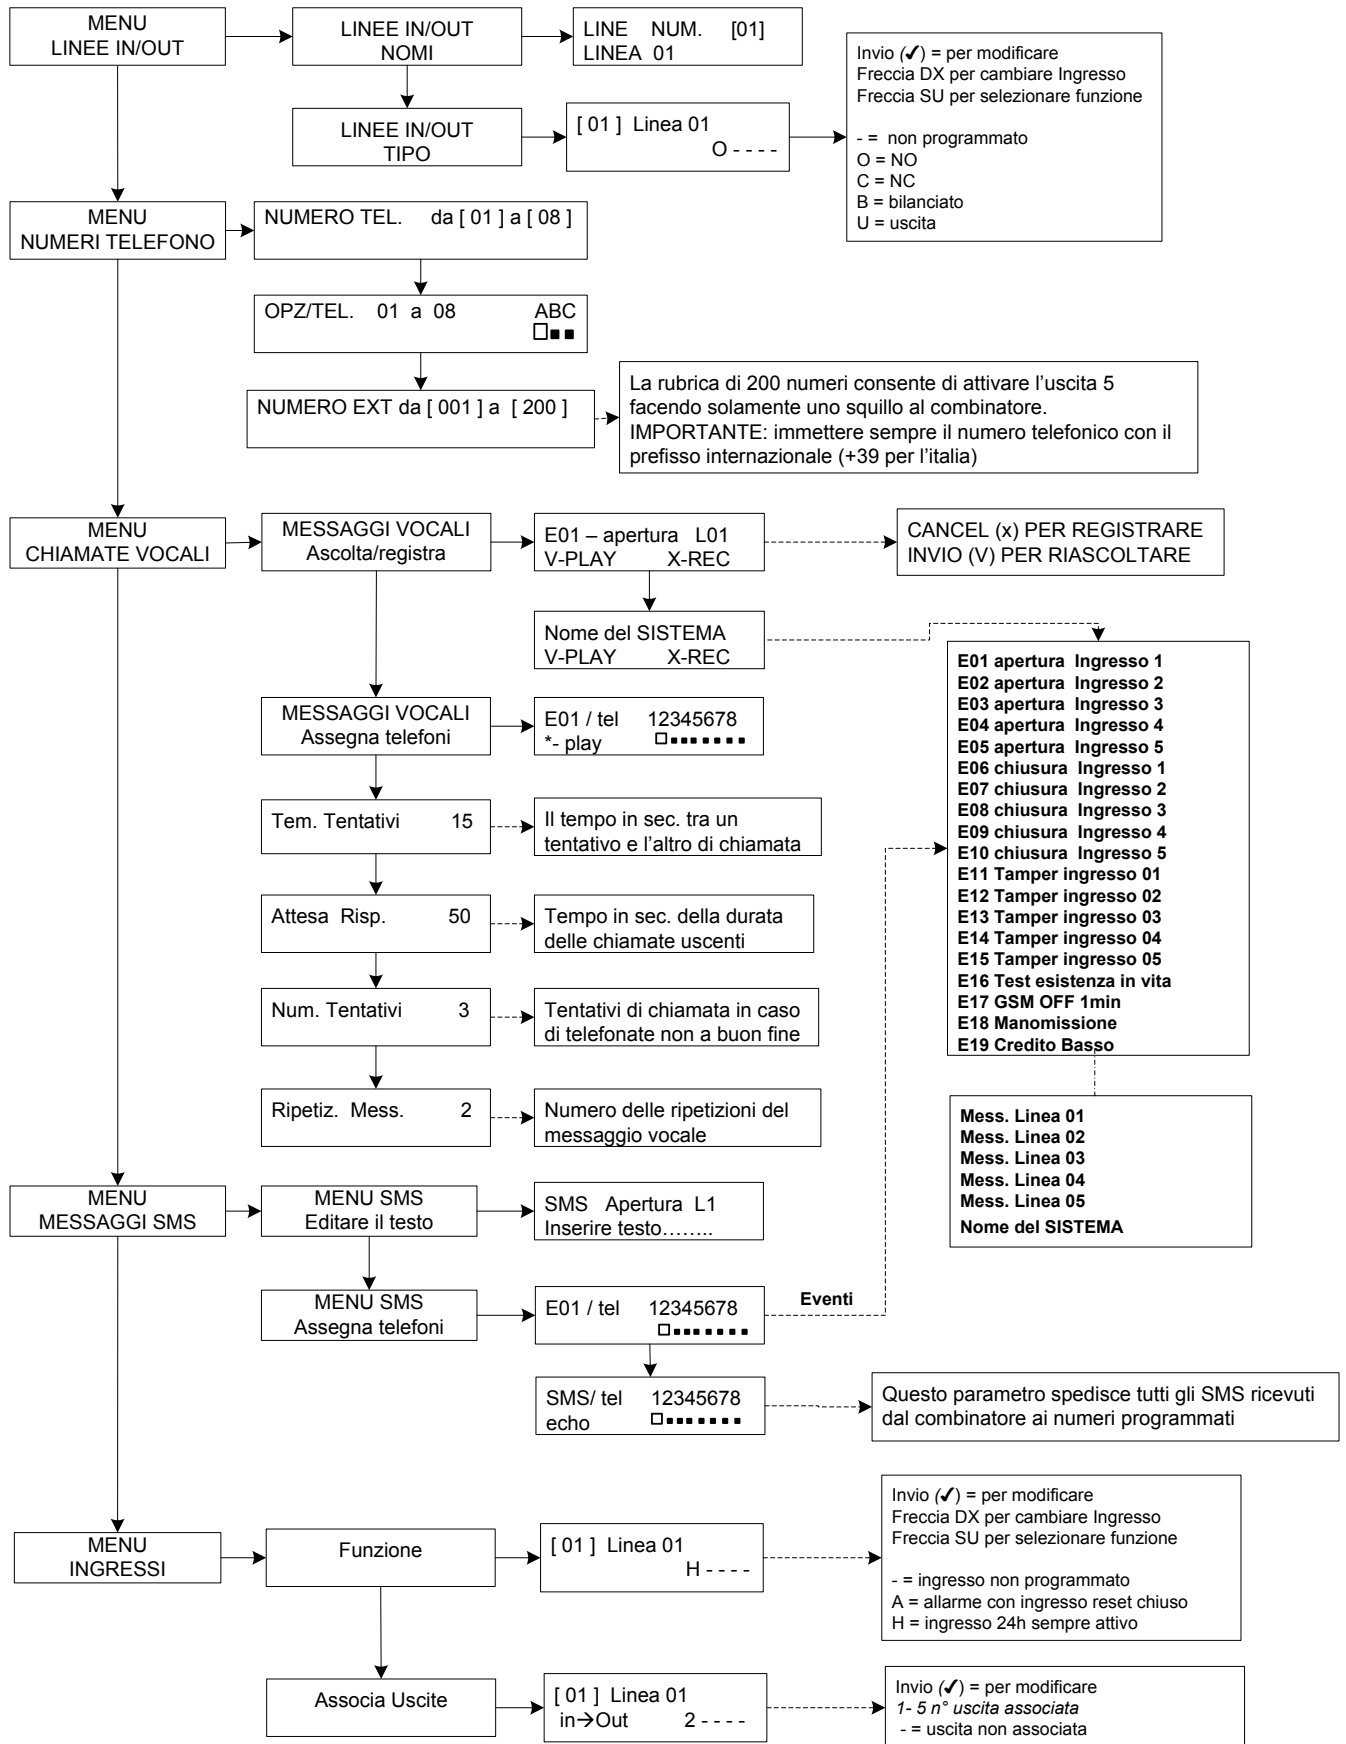 MENU
LINEE IN/OUT
LINEE IN/OUT
NOMI
LINE NUM. [01]
LINEA 01
Invio (✔) = per modificare
Freccia DX per cambiare Ingresso
Freccia SU per selezionare funzione
- = non programmato
O = NO
C = NC
B = bilanciato
U = uscita
LINEE IN/OUT
TIPO
[ 01 ] Linea 01
O - - - -
MENU
NUMERI TELEFONO
NUMERO TEL. da [ 01 ] a [ 08 ]
OPZ/TEL. 01 a 08 ABC
NUMERO EXT da [ 001 ] a [ 200 ]
La rubrica di 200 numeri consente di attivare l'uscita 5
facendo solamente uno squillo al combinatore.
IMPORTANTE: immettere sempre il numero telefonico con il
prefisso internazionale (+39 per l'italia)
MENU
CHIAMATE VOCALI
MESSAGGI VOCALI
Ascolta/registra
E01 – apertura L01
V-PLAY X-REC
CANCEL (x) PER REGISTRARE
INVIO (V) PER RIASCOLTARE
Nome del SISTEMA
V-PLAY X-REC
E01 apertura Ingresso 1
E02 apertura Ingresso 2
E03 apertura Ingresso 3
E04 apertura Ingresso 4
E05 apertura Ingresso 5
E06 chiusura Ingresso 1
E07 chiusura Ingresso 2
E08 chiusura Ingresso 3
E09 chiusura Ingresso 4
E10 chiusura Ingresso 5
E11 Tamper ingresso 01
E12 Tamper ingresso 02
E13 Tamper ingresso 03
E14 Tamper ingresso 04
E15 Tamper ingresso 05
E16 Test esistenza in vita
E17 GSM OFF 1min
E18 Manomissione
E19 Credito Basso
MESSAGGI VOCALI
Assegna telefoni
E01 / tel 12345678
*- play
Tem. Tentativi 15
Il tempo in sec. tra un
tentativo e l'altro di chiamata
Attesa Risp. 50
Tempo in sec. della durata
delle chiamate uscenti
Num. Tentativi 3
Tentativi di chiamata in caso
di telefonate non a buon fine
Ripetiz. Mess. 2
Numero delle ripetizioni del
messaggio vocale
Mess. Linea 01
Mess. Linea 02
Mess. Linea 03
Mess. Linea 04
Mess. Linea 05
Nome del SISTEMA
MENU
MESSAGGI SMS
MENU SMS
Editare il testo
SMS Apertura L1
Inserire testo……..
MENU SMS
Assegna telefoni
E01 / tel 12345678
Eventi
SMS/ tel 12345678
echo
Questo parametro spedisce tutti gli SMS ricevuti
dal combinatore ai numeri programmati
MENU
INGRESSI
Funzione
[ 01 ] Linea 01
H - - - -
Invio (✔) = per modificare
Freccia DX per cambiare Ingresso
Freccia SU per selezionare funzione
- = ingresso non programmato
A = allarme con ingresso reset chiuso
H = ingresso 24h sempre attivo
Associa Uscite
[ 01 ] Linea 01
in→Out 2 - - - -
Invio (✔) = per modificare
1- 5 n° uscita associata
- = uscita non associata